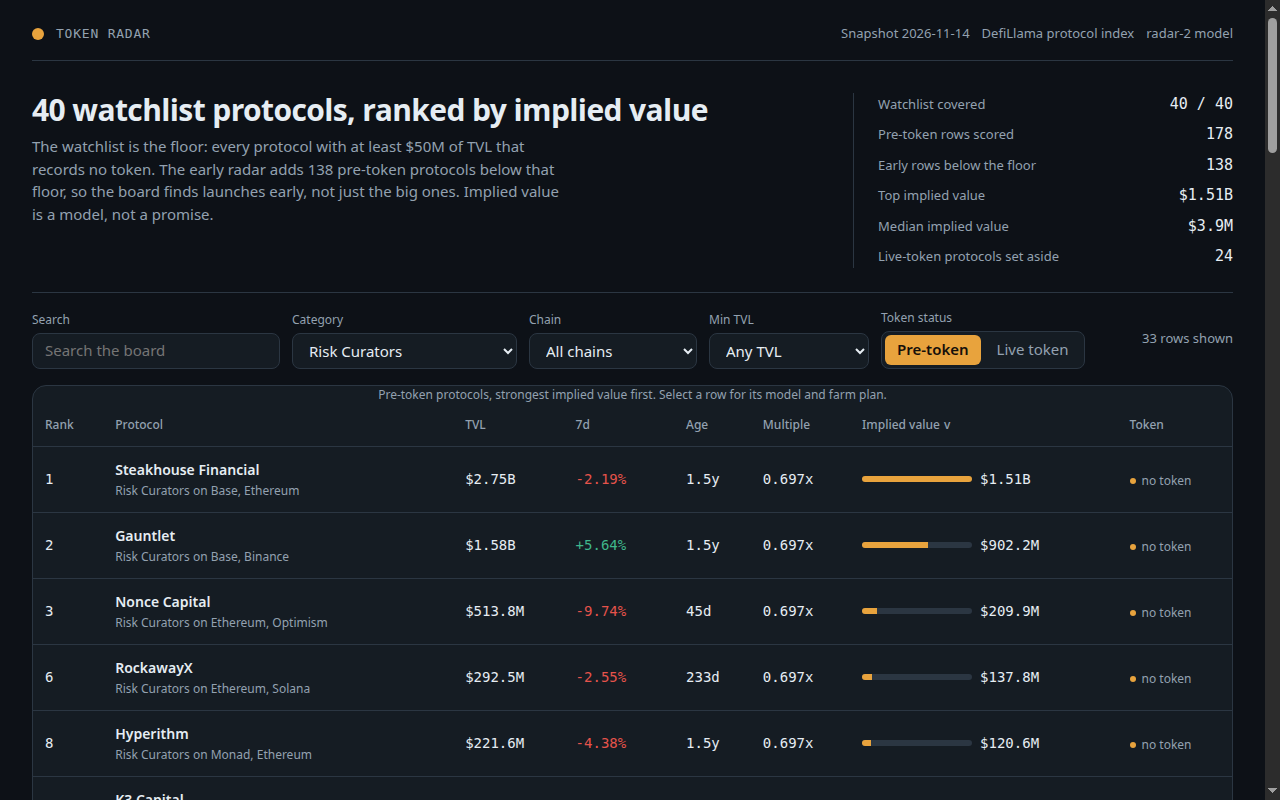 TOKEN RADAR
Snapshot 2026-11-14 DefiLlama protocol index radar-2 model
40 watchlist protocols, ranked by implied value
The watchlist is the floor: every protocol with at least $50M of TVL that
records no token. The early radar adds 138 pre-token protocols below that
floor, so the board finds launches early, not just the big ones. Implied value
is a model, not a promise.
Watchlist covered 40 / 40
Pre-token rows scored 178
Early rows below the floor 138
Top implied value $1.51B
Median implied value $3.9M
Live-token protocols set aside 24
Search Category Chain Min TVL Token status
Search the board Risk Curators All chains Any TVL Pre-token Live token 33 rows shown
Pre-token protocols, strongest implied value first. Select a row for its model and farm plan.
Rank Protocol TVL 7d Age Multiple Implied value v Token
1 Steakhouse Financial $2.75B -2.19% 1.5y 0.697x $1.51B no token
Risk Curators on Base, Ethereum
2 Gauntlet $1.58B +5.64% 1.5y 0.697x $902.2M no token
Risk Curators on Base, Binance
3 Nonce Capital $513.8M -9.74% 45d 0.697x $209.9M no token
Risk Curators on Ethereum, Optimism
6 RockawayX $292.5M -2.55% 233d 0.697x $137.8M no token
Risk Curators on Ethereum, Solana
8 Hyperithm $221.6M -4.38% 1.5y 0.697x $120.6M no token
Risk Curators on Monad, Ethereum
K3 Capital